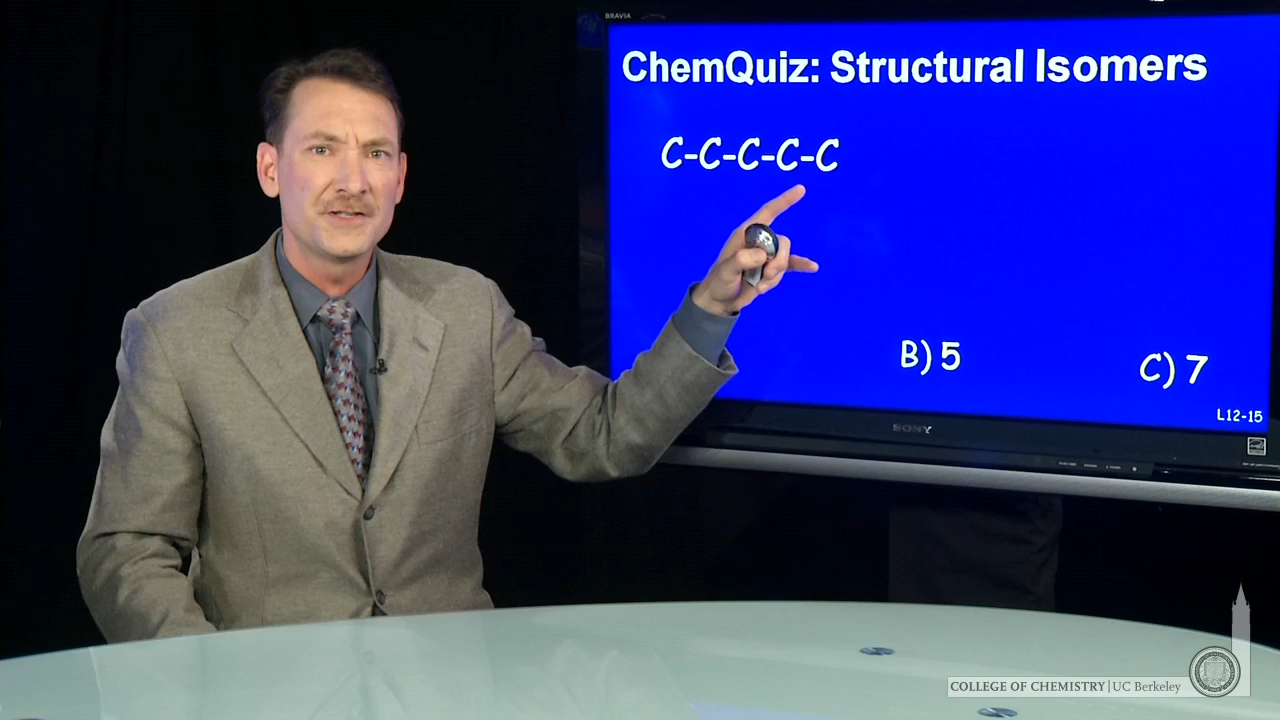 BRAVIA
ChemQuiz: Structural Isomers
C-C-C-C-C
B) 5
C) 7
L12-15
SONY
COLLEGE OF CHEMISTRY | UC Berkeley